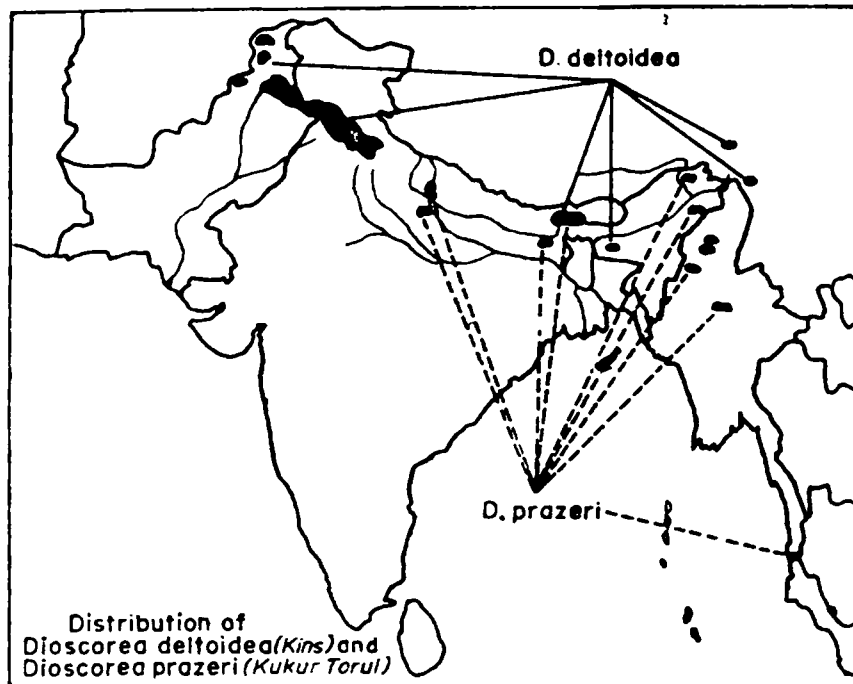 D. deltoidea
D. prazeri
Distribution of
Dioscorea deltoidea (Kins) and
Dioscorea prazeri (Kukur Torul)